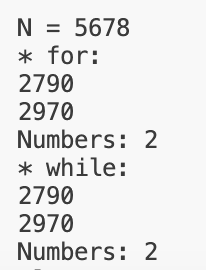 N = 5678
* for:
2790
2970
Numbers: 2
* while:
2790
2970
Numbers: 2